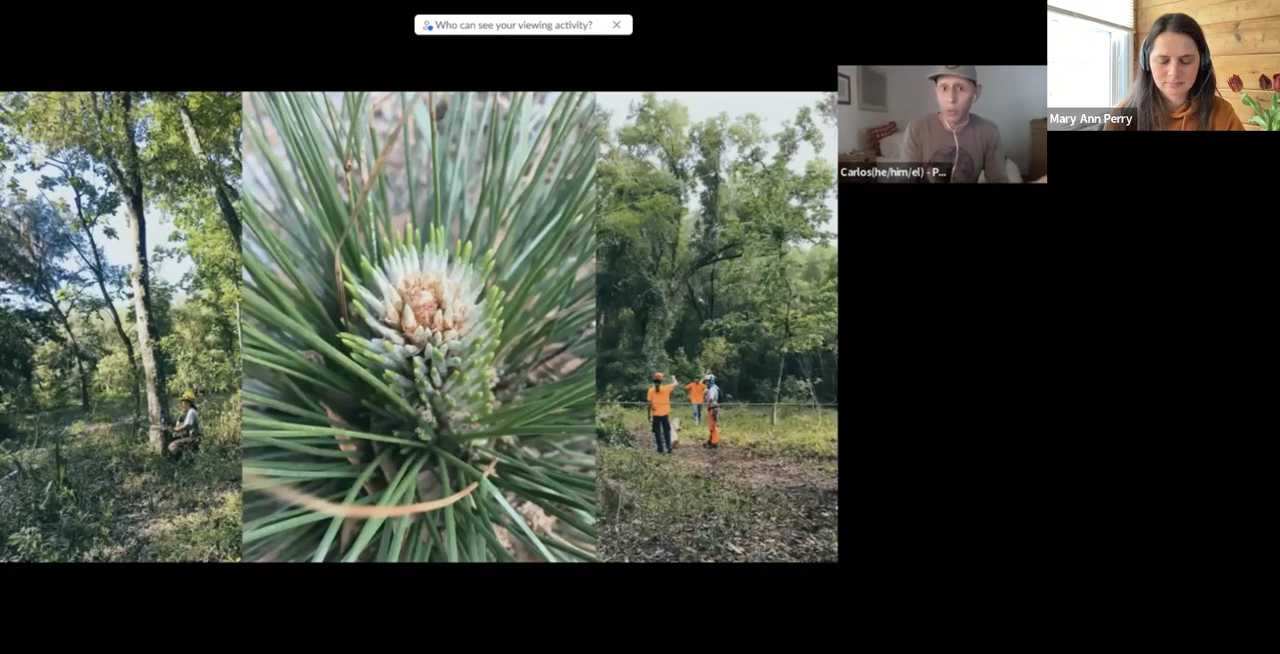 Who can see your viewing activity?
Mary Ann Perry
Carlos(he/him/el) - P...